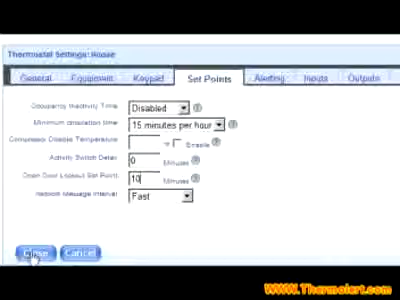 Thermostat Settings: House
General Equipment Keypad Set Points Alerting Inputs Outputs
Occupancy Inactivity Time: Disabled
Minimum circulation time: 15 minutes per hour
Compressor Disable Temperature: °F Enable
Activity Switch Delay: 0 Minutes
Open Door Lockout Set Point: 10 Minutes
Radiation Message Interval: Fast
Close Cancel
WWW.Thermolert.com